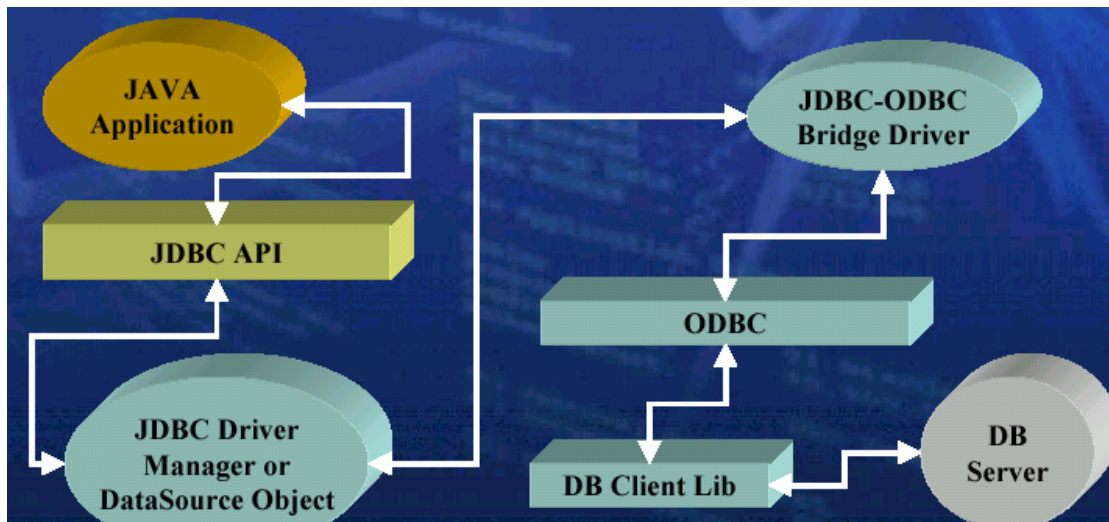 JAVA
Application
JDBC API
JDBC Driver
Manager or
DataSource Object
JDBC-ODBC
Bridge Driver
ODBC
DB Client Lib
DB
Server